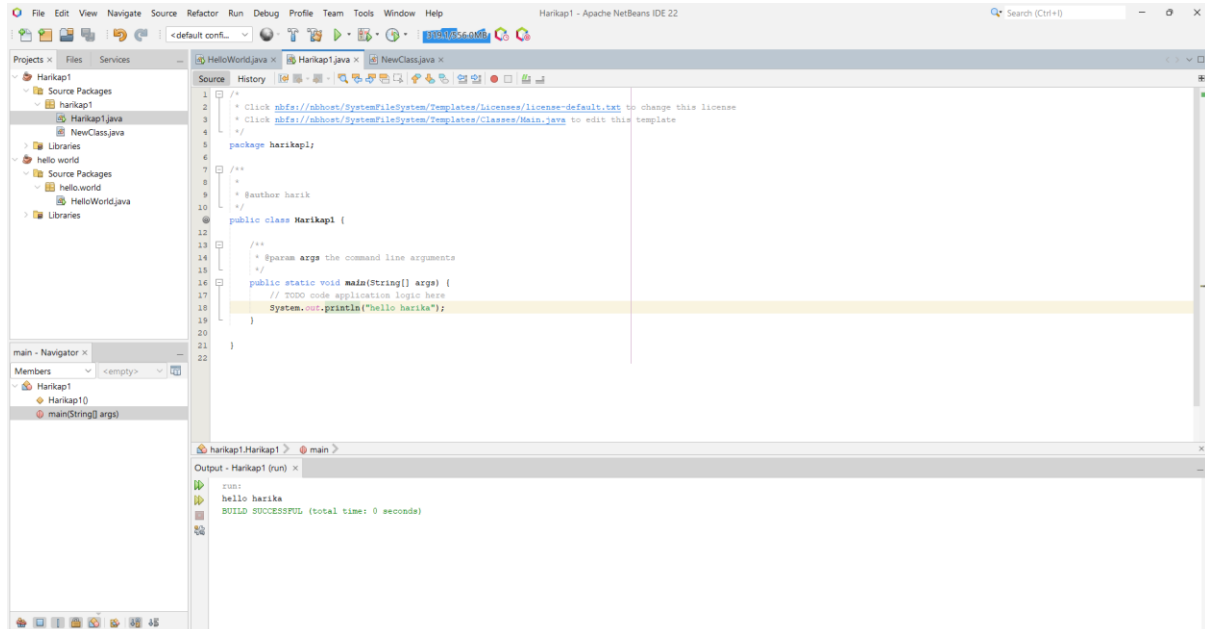 File Edit View Navigate Source Refactor Run Debug Profile Team Tools Window Help Harikap1 - Apache NetBeans IDE 22 Search (Ctrl+I)
<default confi...
Projects Files Services
HelloWorld.java Harikap1.java NewClass.java
Harikap1
Source Packages
harikap1
Harikap1.java
NewClass.java
Libraries
hello world
Source Packages
hello.world
HelloWorld.java
Libraries
Source History
1 /*
2 * Click nbfs://nbhost/SystemFileSystem/Templates/Licenses/license-default.txt to change this license
3 * Click nbfs://nbhost/SystemFileSystem/Templates/Classes/Main.java to edit this template
4 */
5 package harikap1;
6
7 /**
8 *
9 * @author harik
10 */
public class Harikap1 {
12
13 /**
14 * @param args the command line arguments
15 */
16 public static void main(String[] args) {
17 // TODO code application logic here
18 System.out.println("hello harika");
19 }
20
21 }
22
main - Navigator
Members <empty>
Harikap1
Harikap1()
main(String[] args)
harikap1.Harikap1 main
Output - Harikap1 (run)
run:
hello harika
BUILD SUCCESSFUL (total time: 0 seconds)